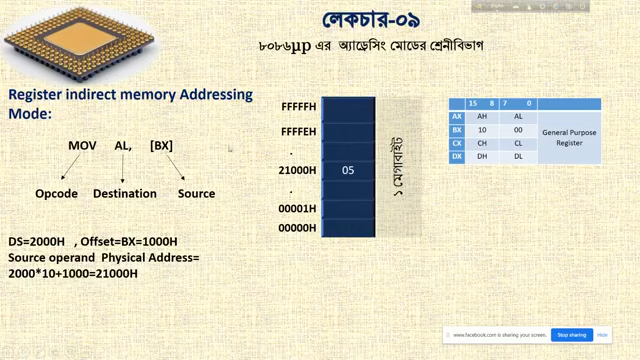 লেকচার-০৯
৮০৮৬µp এর অ্যাড্রেসিং মোডের শ্রেনীবিভাগ
Register indirect memory Addressing
Mode:
MOV AL, [BX]
Opcode Destination Source
DS=2000H , Offset=BX=1000H
Source operand Physical Address=
2000*10+1000=21000H
FFFFFH
FFFFEH
.
21000H 05
.
00001H
00000H
১ মেগাবাইট
15 8 7 0
AX AH AL
BX 10 00
CX CH CL
DX DH DL
General Purpose
Register
www.facebook.com is sharing your screen. Stop sharing Hide